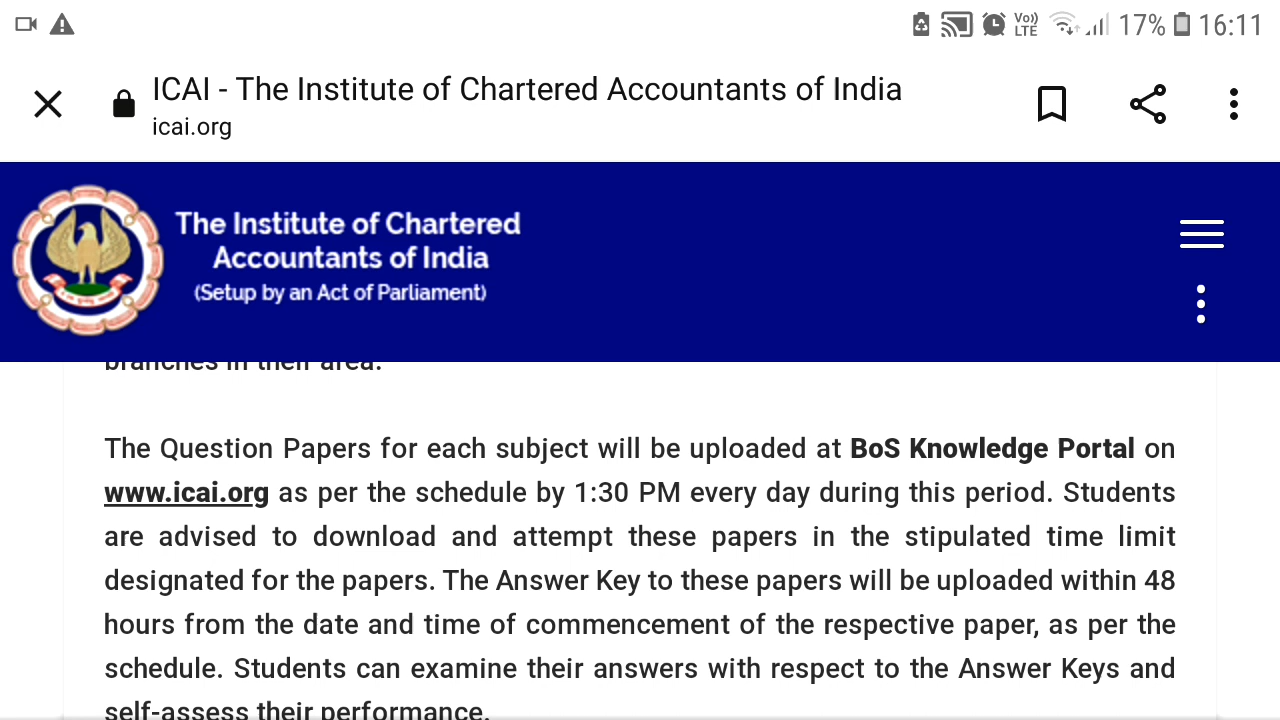 Vo))
LTE
17%
16:11
ICAI - The Institute of Chartered Accountants of India
icai.org
The Institute of Chartered
Accountants of India
(Setup by an Act of Parliament)
branches in their area.
The Question Papers for each subject will be uploaded at BoS Knowledge Portal on
www.icai.org as per the schedule by 1:30 PM every day during this period. Students
are advised to download and attempt these papers in the stipulated time limit
designated for the papers. The Answer Key to these papers will be uploaded within 48
hours from the date and time of commencement of the respective paper, as per the
schedule. Students can examine their answers with respect to the Answer Keys and
self-assess their performance.